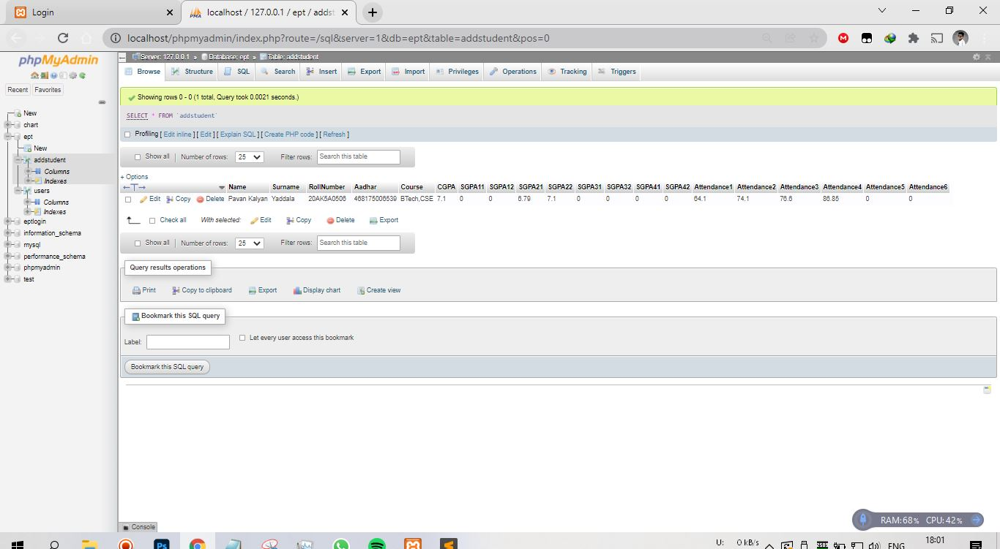 Login
localhost / 127.0.0.1 / ept / addst
localhost/phpmyadmin/index.php?route=/sql&server=1&db=ept&table=addstudent&pos=0
phpMyAdmin
Recent Favorites
New
chart
ept
New
addstudent
Columns
Indexes
users
Columns
Indexes
eptlogin
information_schema
mysql
performance_schema
phpmyadmin
test
Server: 127.0.0.1 » Database: ept » Table: addstudent
Browse Structure SQL Search Insert Export Import Privileges Operations Tracking Triggers
Showing rows 0 - 0 (1 total, Query took 0.0021 seconds.)
SELECT * FROM `addstudent`
Profiling [ Edit inline ] [ Edit ] [ Explain SQL ] [ Create PHP code ] [ Refresh ]
Show all Number of rows: 25 Filter rows: Search this table
+ Options
←T→ Name Surname RollNumber Aadhar Course CGPA SGPA11 SGPA12 SGPA21 SGPA22 SGPA31 SGPA32 SGPA41 SGPA42 Attendance1 Attendance2 Attendance3 Attendance4 Attendance5 Attendance6
Edit Copy Delete Pavan Kalyan Yaddala 20AK5A0506 468175006539 BTech,CSE 7.1 0 0 6.79 7.1 0 0 0 0 64.1 74.1 76.6 86.85 0 0
Check all With selected: Edit Copy Delete Export
Show all Number of rows: 25 Filter rows: Search this table
Query results operations
Print Copy to clipboard Export Display chart Create view
Bookmark this SQL query
Label: Let every user access this bookmark
Bookmark this SQL query
Console
RAM:68% CPU:42%
U: 0 kB/s ENG 18:01